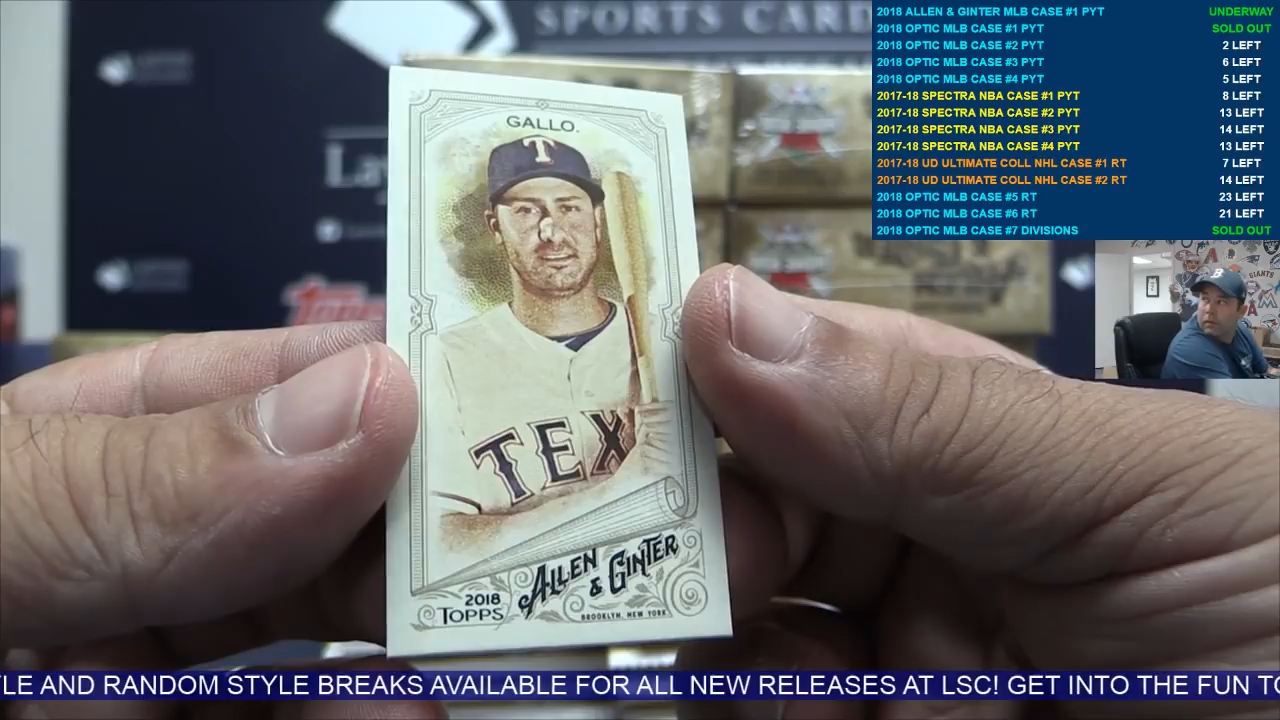 SPORTS CARD
2018 ALLEN & GINTER MLB CASE #1 PYT UNDERWAY
2018 OPTIC MLB CASE #1 PYT SOLD OUT
2018 OPTIC MLB CASE #2 PYT 2 LEFT
2018 OPTIC MLB CASE #3 PYT 6 LEFT
2018 OPTIC MLB CASE #4 PYT 5 LEFT
2017-18 SPECTRA NBA CASE #1 PYT 8 LEFT
2017-18 SPECTRA NBA CASE #2 PYT 13 LEFT
2017-18 SPECTRA NBA CASE #3 PYT 14 LEFT
2017-18 SPECTRA NBA CASE #4 PYT 13 LEFT
2017-18 UD ULTIMATE COLL NHL CASE #1 RT 7 LEFT
2017-18 UD ULTIMATE COLL NHL CASE #2 RT 14 LEFT
2018 OPTIC MLB CASE #5 RT 23 LEFT
2018 OPTIC MLB CASE #6 RT 21 LEFT
2018 OPTIC MLB CASE #7 DIVISIONS SOLD OUT
GALLO.
T
GIANTS
B
Topps
TEX
ALLEN
& GINTER
2018
TOPPS
BROOKLYN, NEW YORK
YLE AND RANDOM STYLE BREAKS AVAILABLE FOR ALL NEW RELEASES AT LSC! GET INTO THE FUN TO